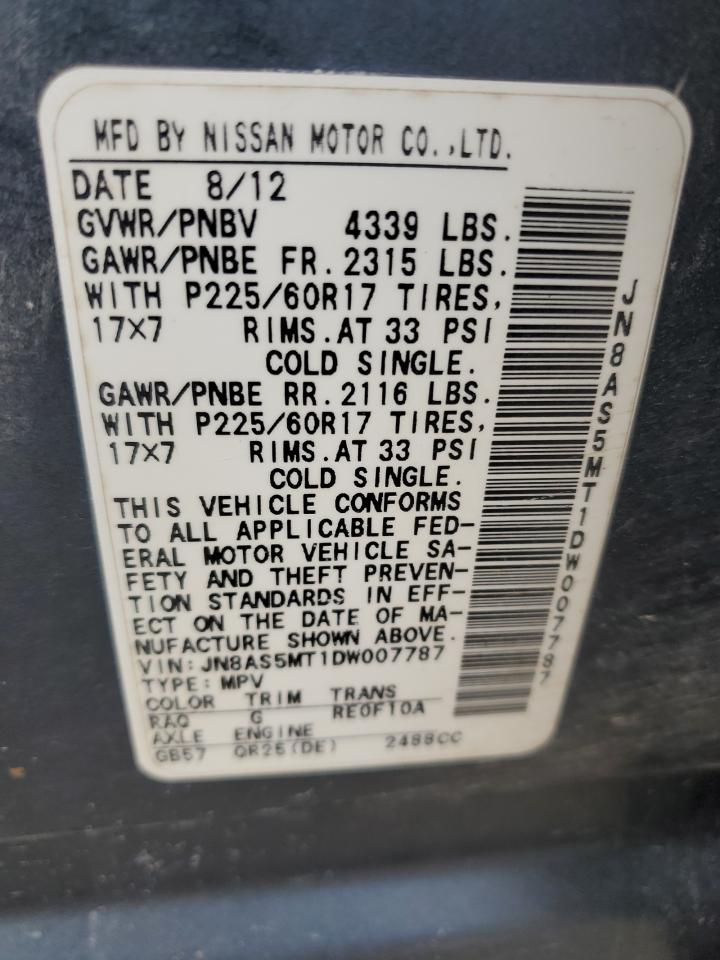 MFD BY NISSAN MOTOR CO.,LTD.
DATE 8/12
GVWR/PNBV 4339 LBS.
GAWR/PNBE FR. 2315 LBS.
WITH P225/60R17 TIRES,
17X7 RIMS.AT 33 PSI
COLD SINGLE.
GAWR/PNBE RR. 2116 LBS.
WITH P225/60R17 TIRES,
17X7 RIMS.AT 33 PSI
COLD SINGLE.
THIS VEHICLE CONFORMS
TO ALL APPLICABLE FED-
ERAL MOTOR VEHICLE SA-
FETY AND THEFT PREVEN-
TION STANDARDS IN EFF-
ECT ON THE DATE OF MA-
NUFACTURE SHOWN ABOVE.
VIN: JN8AS5MT1DW007787
TYPE: MPV
COLOR TRIM TRANS
RAQ G RE0F10A
AXLE ENGINE
GB57 QR25(DE) 2488CC
JN8AS5MT1DW007787